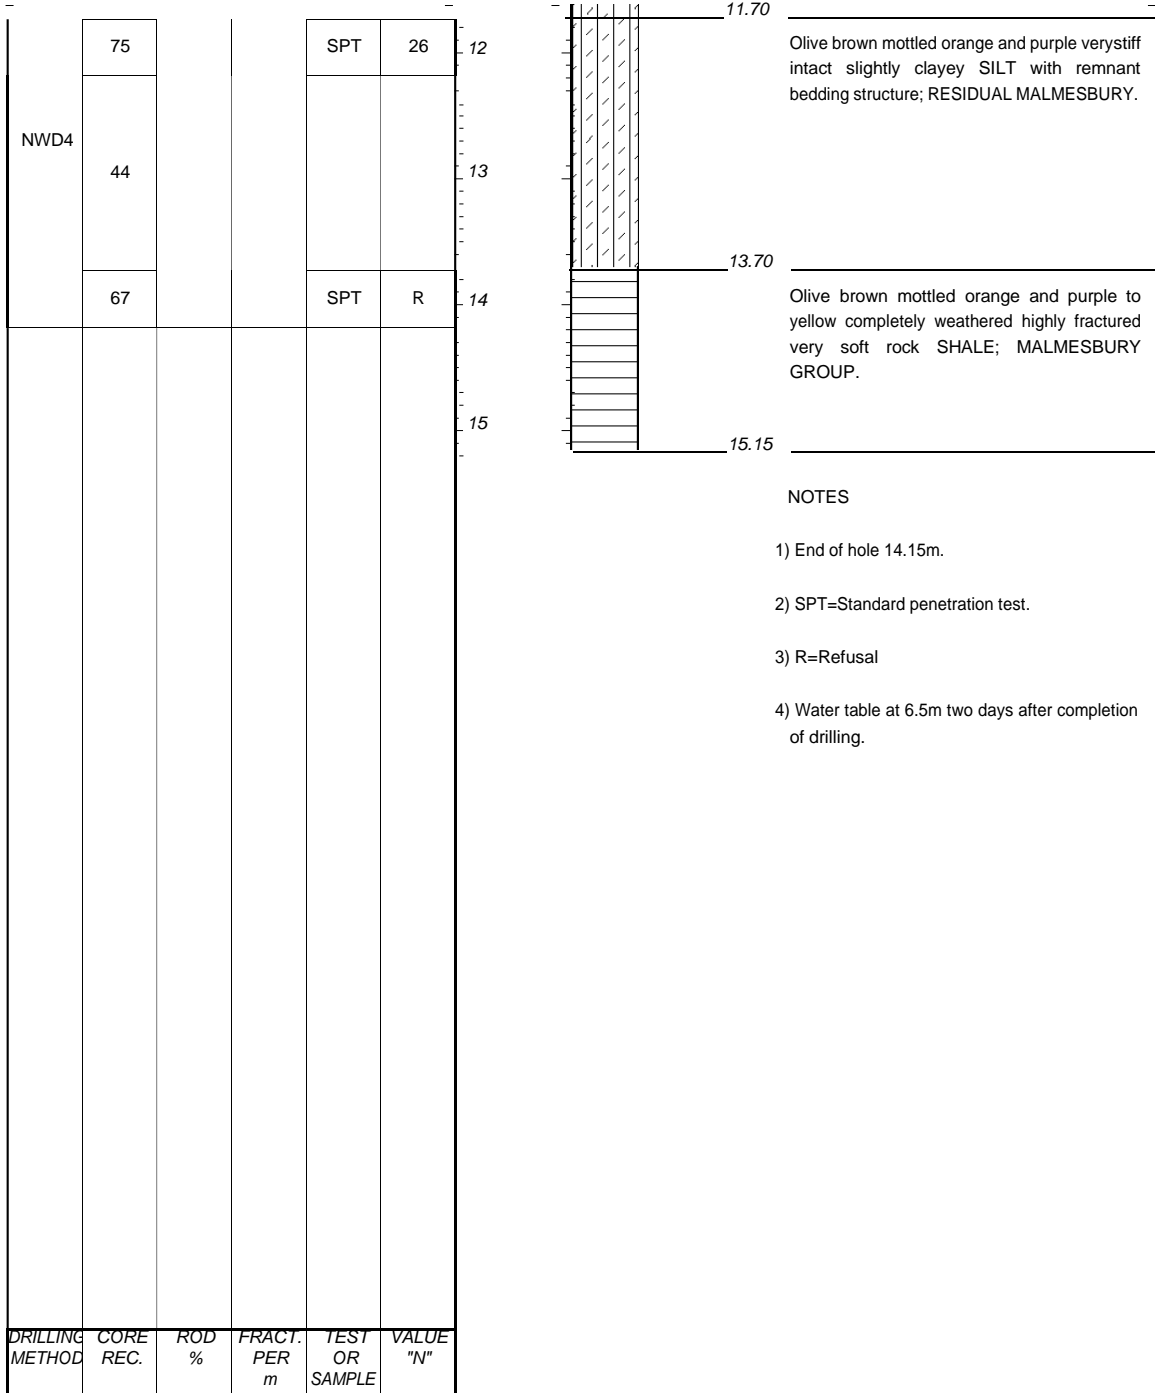 11.70
75 SPT 26 12
Olive brown mottled orange and purple verystiff
intact slightly clayey SILT with remnant
bedding structure; RESIDUAL MALMESBURY.
NWD4
44 13
13.70
67 SPT R 14
Olive brown mottled orange and purple to
yellow completely weathered highly fractured
very soft rock SHALE; MALMESBURY
GROUP.
15
15.15
NOTES
1) End of hole 14.15m.
2) SPT=Standard penetration test.
3) R=Refusal
4) Water table at 6.5m two days after completion
of drilling.
DRILLING CORE ROD FRACT. TEST VALUE
METHOD REC. % PER OR "N"
m SAMPLE